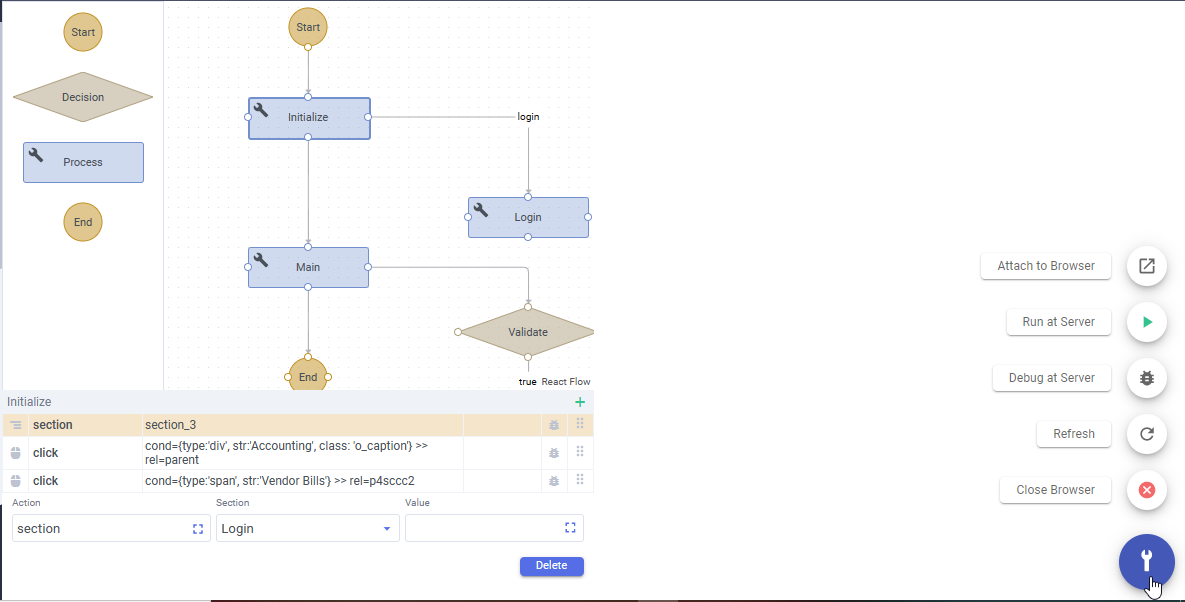 Start
Decision
Process
End
Start
Initialize
login
Login
Main
Validate
End
true
React Flow
Initialize
section section_3
click cond={type:'div', str:'Accounting', class: 'o_caption'} >>
rel=parent
click cond={type:'span', str:'Vendor Bills'} >> rel=p4sccc2
Action Section Value
section Login
Delete
Attach to Browser
Run at Server
Debug at Server
Refresh
Close Browser